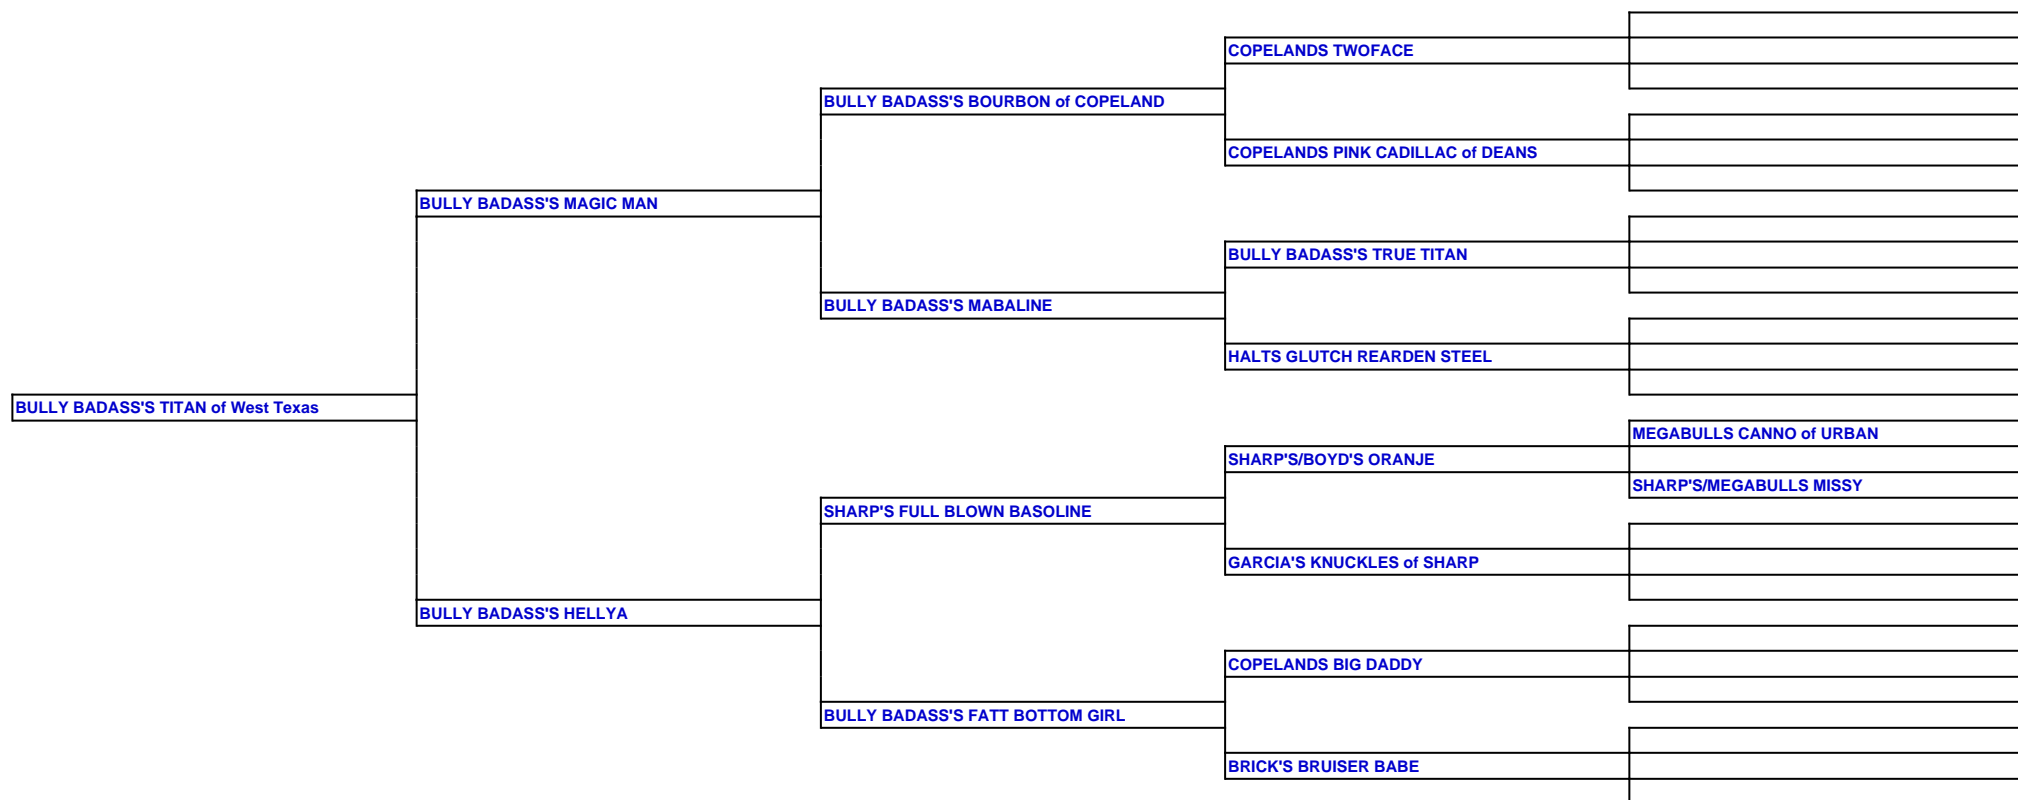 COPELANDS TWOFACE
BULLY BADASS'S BOURBON of COPELAND
COPELANDS PINK CADILLAC of DEANS
BULLY BADASS'S MAGIC MAN
BULLY BADASS'S TRUE TITAN
BULLY BADASS'S MABALINE
HALTS GLUTCH REARDEN STEEL
BULLY BADASS'S TITAN of West Texas
MEGABULLS CANNO of URBAN
SHARP'S/BOYD'S ORANJE
SHARP'S/MEGABULLS MISSY
SHARP'S FULL BLOWN BASOLINE
GARCIA'S KNUCKLES of SHARP
BULLY BADASS'S HELLYA
COPELANDS BIG DADDY
BULLY BADASS'S FATT BOTTOM GIRL
BRICK'S BRUISER BABE